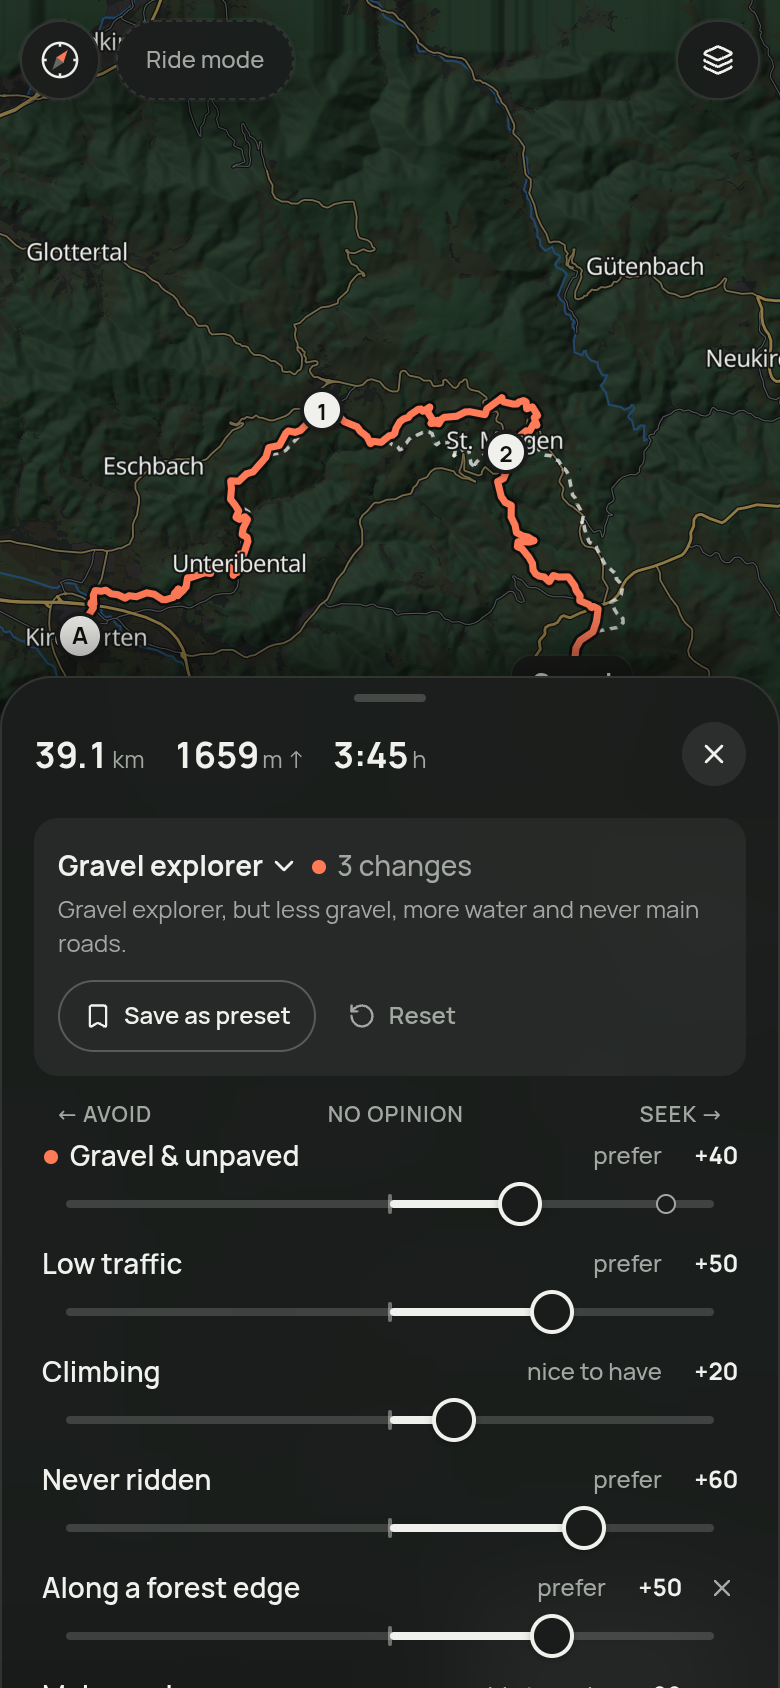 Ride mode
Glottertal
Gütenbach
1
St.
2
Eschbach
Unteribental
A
39.1 km 1659 m ↑ 3:45 h
Gravel explorer 3 changes
Gravel explorer, but less gravel, more water and never main
roads.
Save as preset Reset
← AVOID NO OPINION SEEK →
Gravel & unpaved prefer +40
Low traffic prefer +50
Climbing nice to have +20
Never ridden prefer +60
Along a forest edge prefer +50